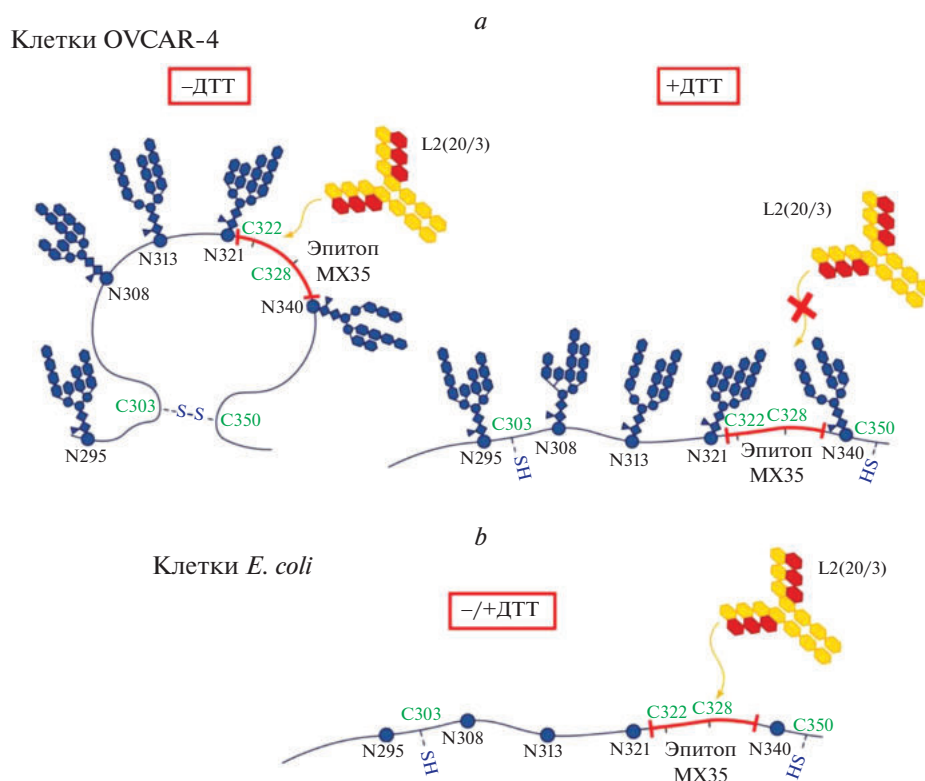 a
Клетки OVCAR-4
–ДТТ
+ДТТ
L2(20/3)
L2(20/3)
C322
N321
N313
Эпитоп
MX35
C328
N308
N340
C303
-S-S-
C350
N295
C303
C322
C328
C350
N295
N308
N313
N321
N340
SH
Эпитоп
MX35
SH
b
Клетки E. coli
–/+ДТТ
L2(20/3)
C303
C322
C328
C350
N295
N308
N313
N321
N340
SH
Эпитоп
MX35
SH